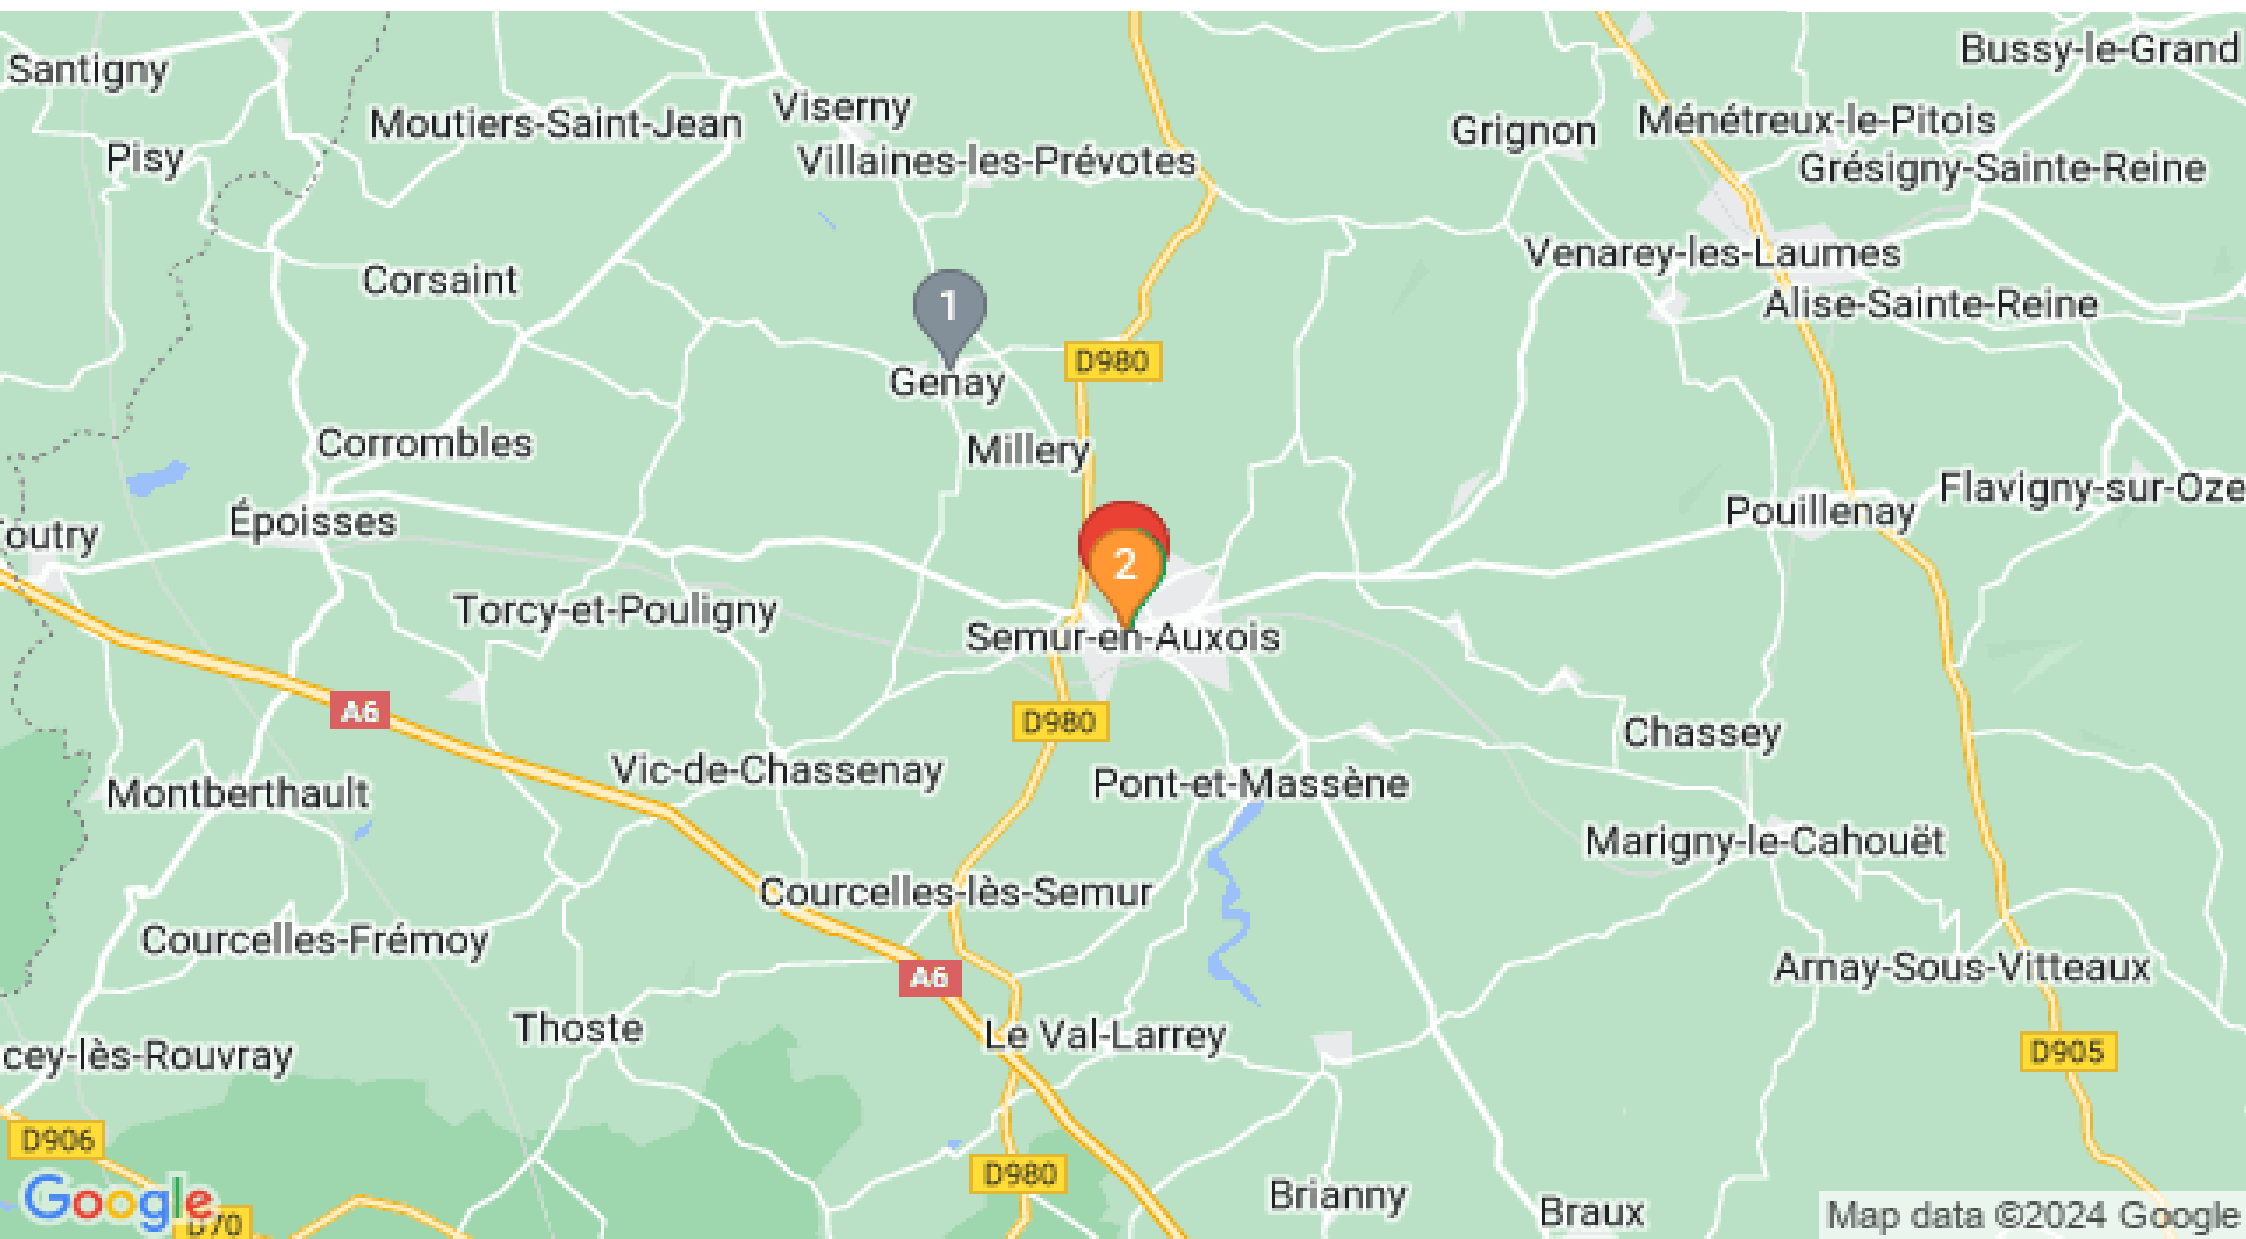 Santigny
Bussy-le-Grand
Viserny
Moutiers-Saint-Jean
Ménétreux-le-Pitois
Grignon
Pisy
Villaines-les-Prévotes
Grésigny-Sainte-Reine
Venarey-les-Laumes
Corsaint
1
Alise-Sainte-Reine
D980
Genay
Corrombles
Millery
Flavigny-sur-Oze
Époisses
Pouillenay
outry
2
Torcy-et-Pouligny
Semur-en-Auxois
A6
D980
Chassey
Vic-de-Chassenay
Pont-et-Massène
Montberthault
Marigny-le-Cahouët
Courcelles-lès-Semur
Courcelles-Frémoy
Arnay-Sous-Vitteaux
A6
Thoste
Le Val-Larrey
cey-lès-Rouvray
D905
D906
D980
Brianny
Google
Braux
D70
Map data ©2024 Google